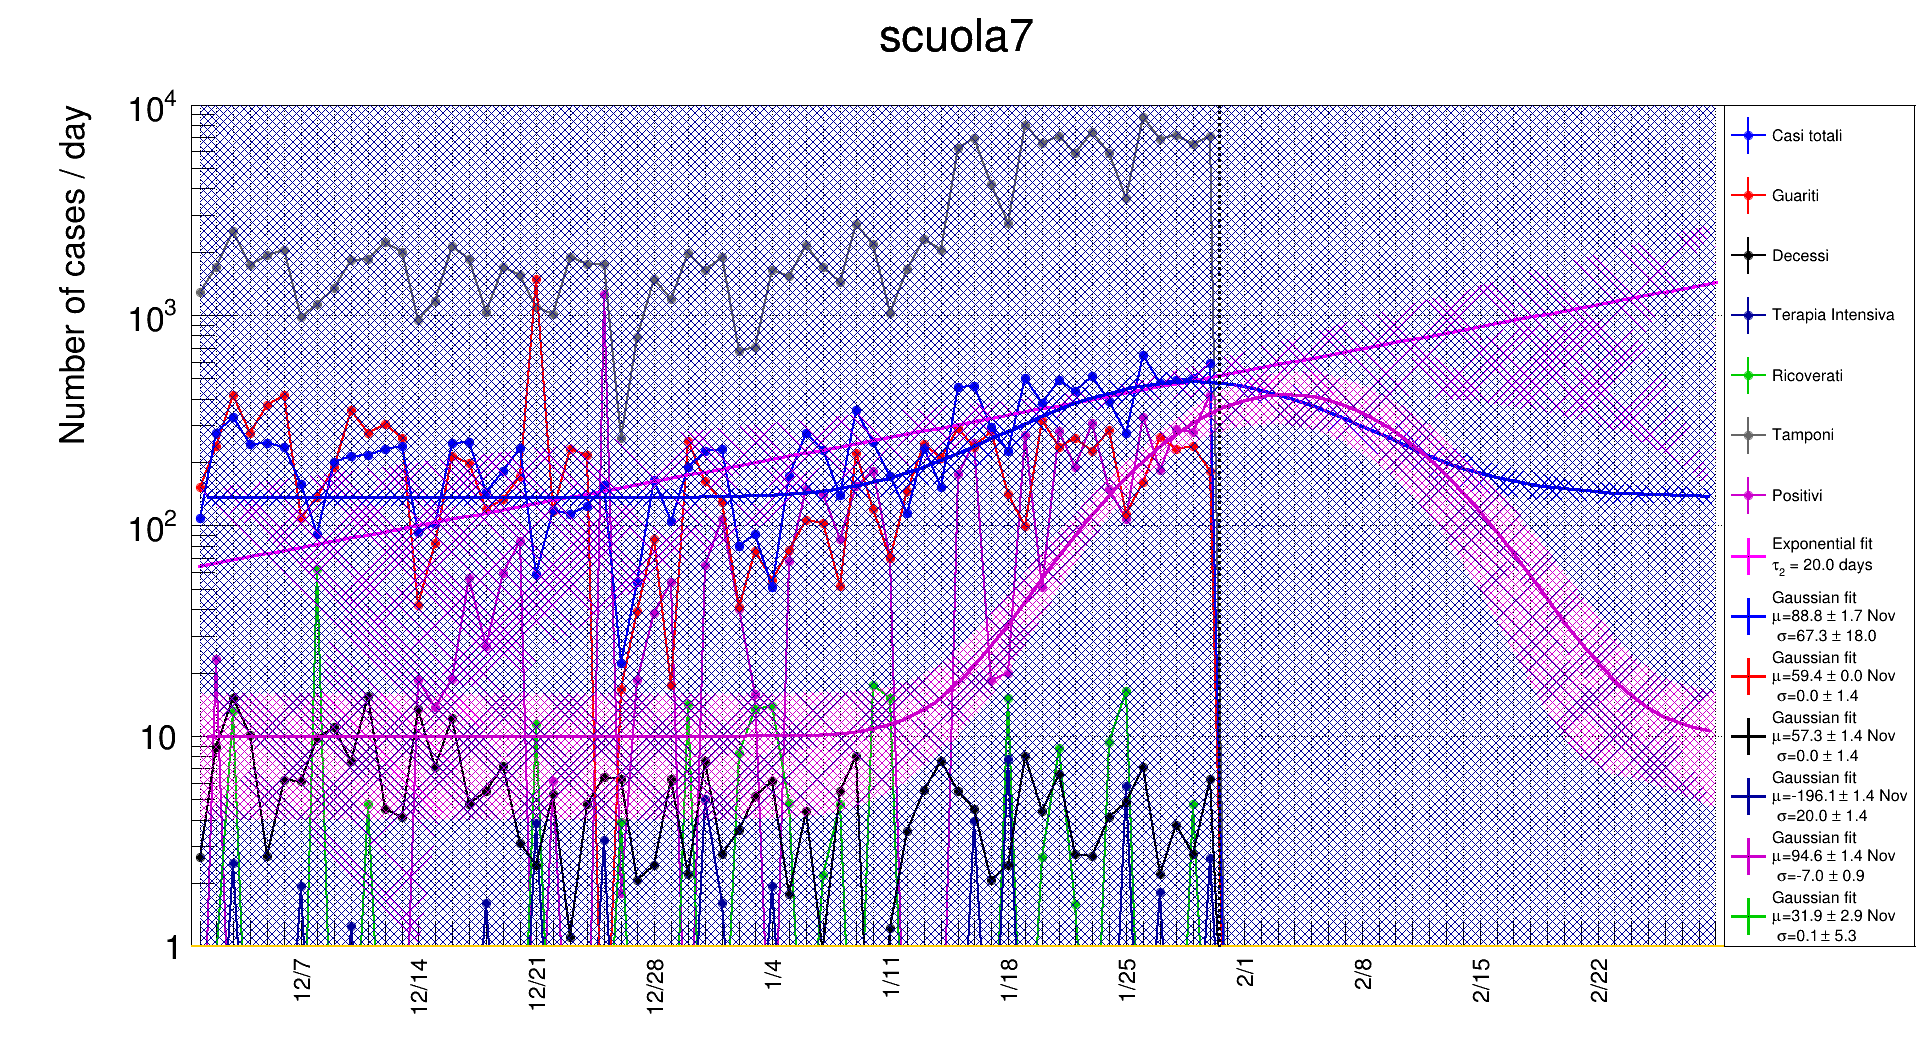 scuola7
Number of cases / day
10^4
10^3
10^2
10
1
12/7
12/14
12/21
12/28
1/4
1/11
1/18
1/25
2/1
2/8
2/15
2/22
Casi totali
Guariti
Decessi
Terapia Intensiva
Ricoverati
Tamponi
Positivi
Exponential fit
τ₂ = 20.0 days
Gaussian fit
μ=88.8 ± 1.7 Nov
σ=67.3 ± 18.0
Gaussian fit
μ=59.4 ± 0.0 Nov
σ=0.0 ± 1.4
Gaussian fit
μ=57.3 ± 1.4 Nov
σ=0.0 ± 1.4
Gaussian fit
μ=-196.1 ± 1.4 Nov
σ=20.0 ± 1.4
Gaussian fit
μ=94.6 ± 1.4 Nov
σ=-7.0 ± 0.9
Gaussian fit
μ=31.9 ± 2.9 Nov
σ=0.1 ± 5.3